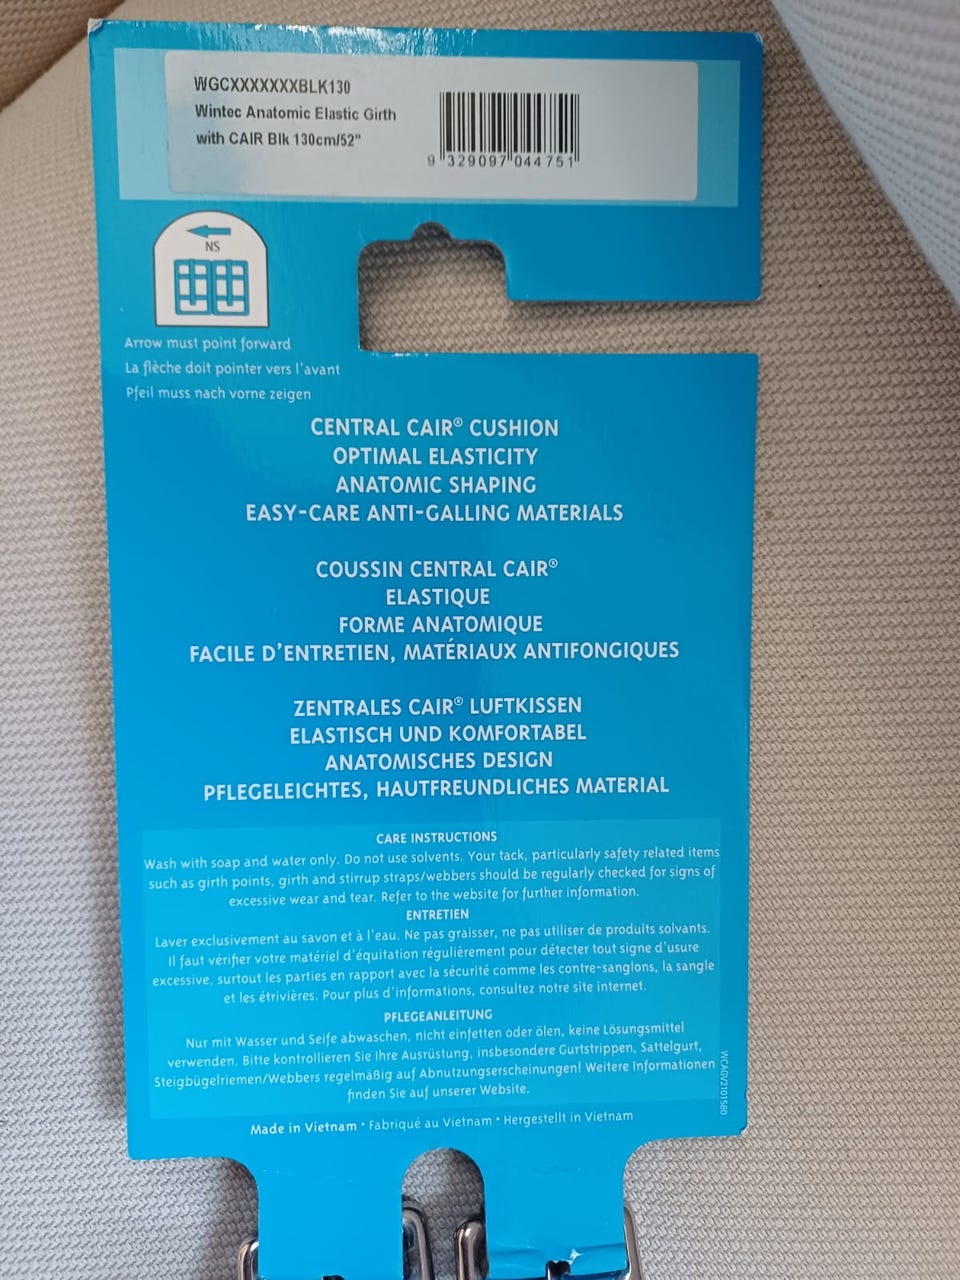 WGCXXXXXXXBLK130
Wintec Anatomic Elastic Girth
with CAIR Blk 130cm/52"
9 329097 044751
NS
Arrow must point forward
La flèche doit pointer vers l'avant
Pfeil muss nach vorne zeigen
CENTRAL CAIR® CUSHION
OPTIMAL ELASTICITY
ANATOMIC SHAPING
EASY-CARE ANTI-GALLING MATERIALS
COUSSIN CENTRAL CAIR®
ELASTIQUE
FORME ANATOMIQUE
FACILE D'ENTRETIEN, MATÉRIAUX ANTIFONGIQUES
ZENTRALES CAIR® LUFTKISSEN
ELASTISCH UND KOMFORTABEL
ANATOMISCHES DESIGN
PFLEGELEICHTES, HAUTFREUNDLICHES MATERIAL
CARE INSTRUCTIONS
Wash with soap and water only. Do not use solvents. Your tack, particularly safety related items
such as girth points, girth and stirrup straps/webbers should be regularly checked for signs of
excessive wear and tear. Refer to the website for further information.
ENTRETIEN
Laver exclusivement au savon et à l'eau. Ne pas graisser, ne pas utiliser de produits solvants.
Il faut vérifier votre matériel d'équitation régulièrement pour détecter tout signe d'usure
excessive, surtout les parties en rapport avec la sécurité comme les contre-sanglons, la sangle
et les étrivières. Pour plus d'informations, consultez notre site internet.
PFLEGEANLEITUNG
Nur mit Wasser und Seife abwaschen, nicht einfetten oder ölen, keine Lösungsmittel
verwenden. Bitte kontrollieren Sie Ihre Ausrüstung, insbesondere Gurtstrippen, Sattelgurt,
Steigbügelriemen/Webbers regelmäßig auf Abnutzungserscheinungen! Weitere Informationen
finden Sie auf unserer Website.
WCAGV2101580
Made in Vietnam • Fabriqué au Vietnam • Hergestellt in Vietnam